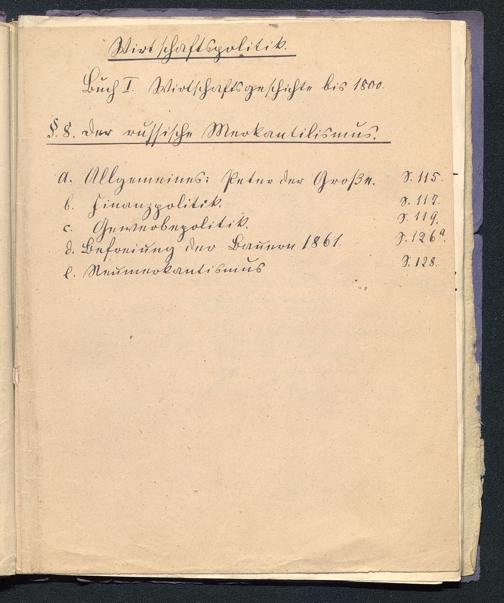 Wirtschaftspolitik.
Buch I. Wirtschaftsgeschichte bis 1800.
§. 8. der russische Merkantilismus.
a. Allgemeines: Peter der Große. S. 115.
b. Finanzpolitik. S. 117.
c. Gewerbepolitik. S. 119.
d. Befreiung der Bauern 1861. S. 126a.
e. Neumerkantismus S. 128.